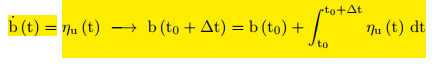 ḃ (t) = η_u (t) ⟶ b (t₀ + Δt) = b (t₀) + ∫_{t₀}^{t₀+Δt} η_u (t) dt